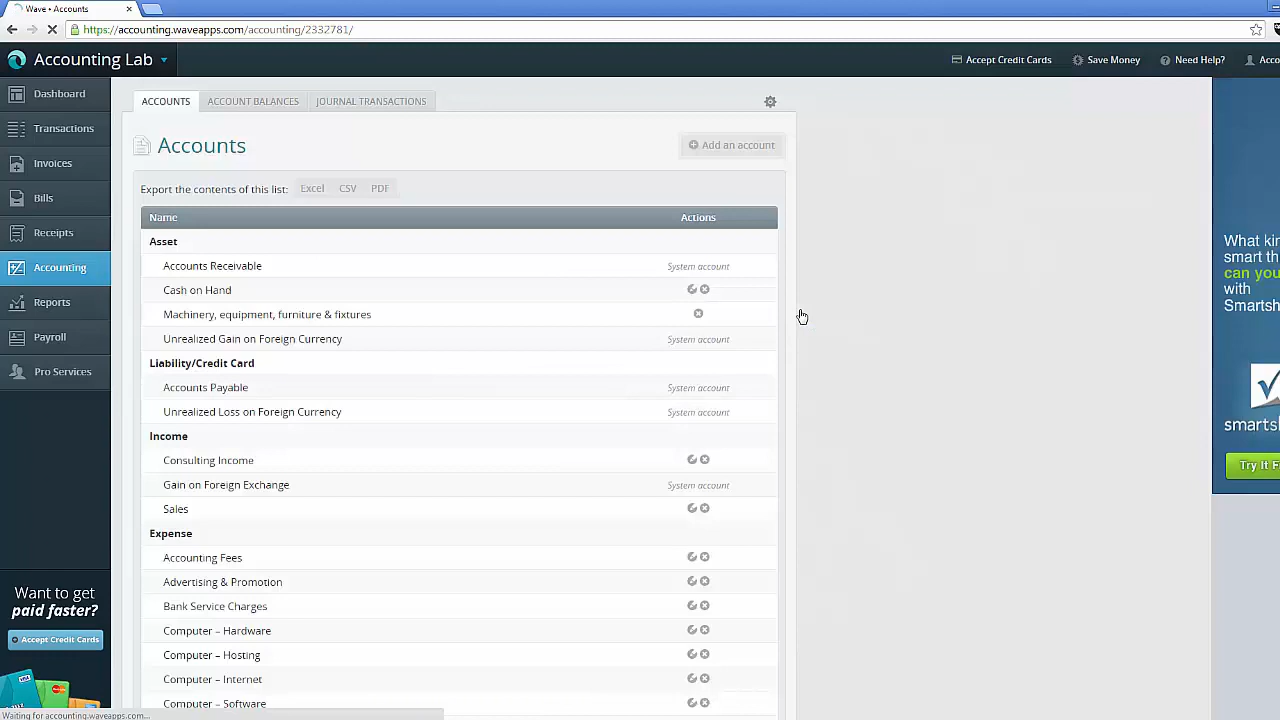 Wave • Accounts
https://accounting.waveapps.com/accounting/2332781/
Accounting Lab
Accept Credit Cards
Save Money
Need Help?
Acco
Dashboard
Transactions
Invoices
Bills
Receipts
Accounting
Reports
Payroll
Pro Services
Want to get
paid faster?
Accept Credit Cards
ACCOUNTS
ACCOUNT BALANCES
JOURNAL TRANSACTIONS
Accounts
Add an account
Export the contents of this list: Excel CSV PDF
Name Actions
Asset
Accounts Receivable System account
Cash on Hand
Machinery, equipment, furniture & fixtures
Unrealized Gain on Foreign Currency System account
Liability/Credit Card
Accounts Payable System account
Unrealized Loss on Foreign Currency System account
Income
Consulting Income
Gain on Foreign Exchange System account
Sales
Expense
Accounting Fees
Advertising & Promotion
Bank Service Charges
Computer – Hardware
Computer – Hosting
Computer – Internet
Computer – Software
What kin
smart th
can you
with
Smartsh
smartsh
Try It F
Waiting for accounting.waveapps.com...